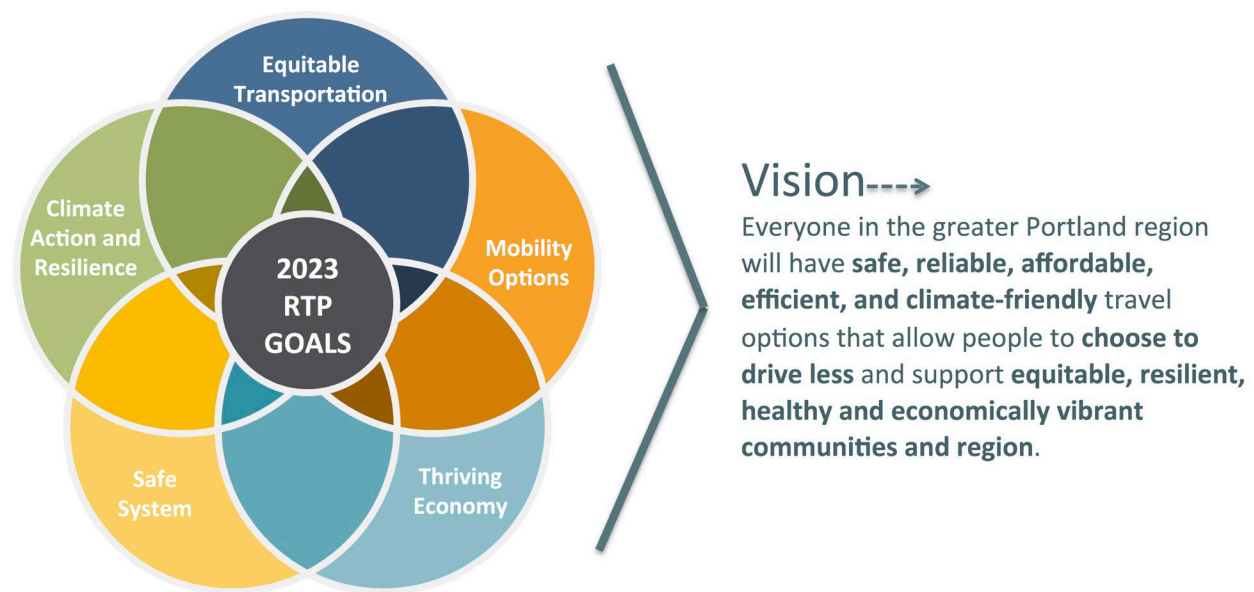 Equitable
Transportation
Climate
Action and
Resilience
Mobility
Options
2023
RTP
GOALS
Safe
System
Thriving
Economy
Vision
Everyone in the greater Portland region
will have safe, reliable, affordable,
efficient, and climate-friendly travel
options that allow people to choose to
drive less and support equitable, resilient,
healthy and economically vibrant
communities and region.